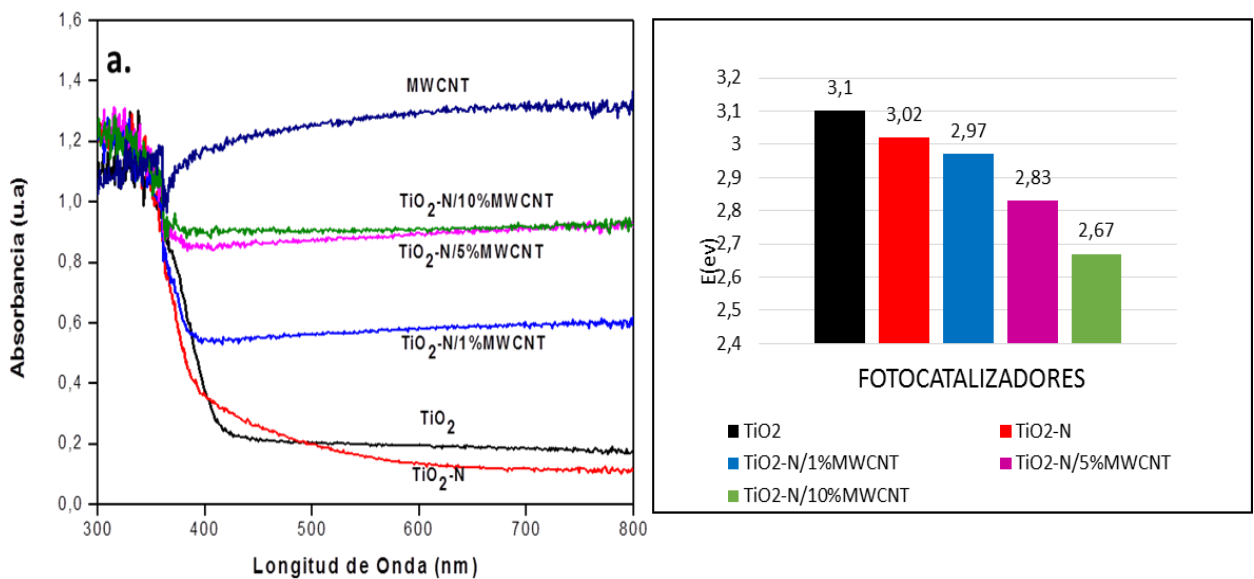 a.
1,6
1,4
1,2
1,0
0,8
0,6
0,4
0,2
0,0
Absorbancia (u.a)
MWCNT
TiO2-N/10%MWCNT
TiO2-N/5%MWCNT
TiO2-N/1%MWCNT
TiO2
TiO2-N
300 400 500 600 700 800
Longitud de Onda (nm)
3,2
3,1
3
2,9
2,8
2,7
2,6
2,5
2,4
E(ev)
3,1
3,02
2,97
2,83
2,67
FOTOCATALIZADORES
TiO2 TiO2-N
TiO2-N/1%MWCNT TiO2-N/5%MWCNT
TiO2-N/10%MWCNT